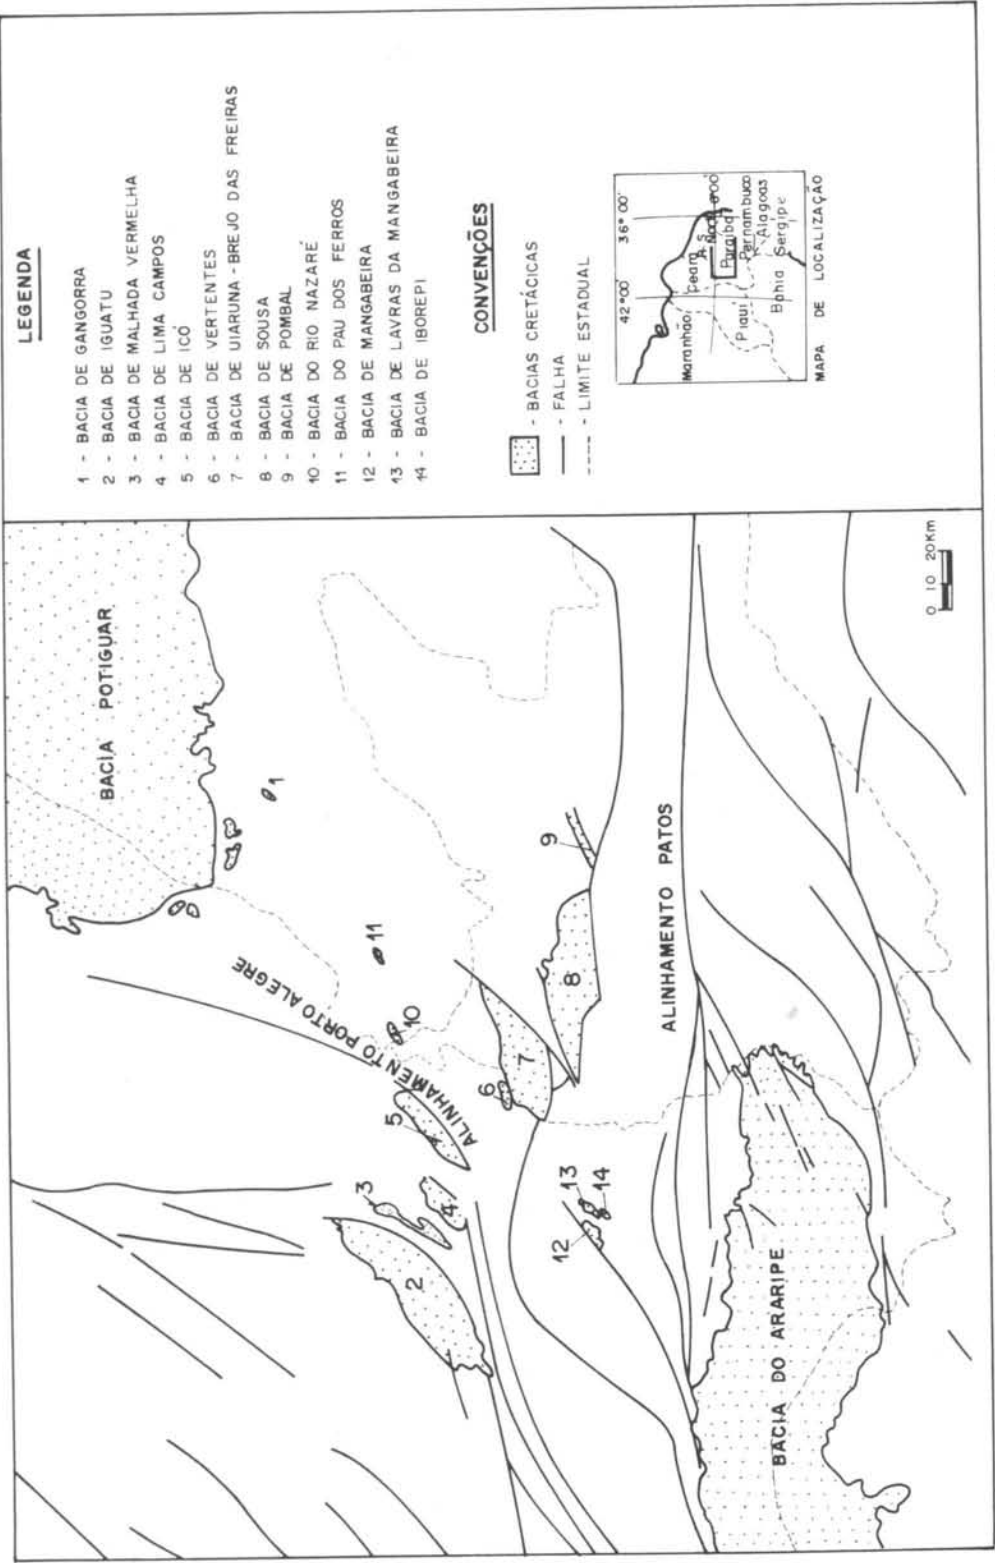 BACIA POTIGUAR
1
11
ALINHAMENTO PORTO ALEGRE
10
5
3
4
2
6
7
8
9
13
14
12
ALINHAMENTO PATOS
BACIA DO ARARIPE
0 10 20Km
LEGENDA
1 - BACIA DE GANGORRA
2 - BACIA DE IGUATU
3 - BACIA DE MALHADA VERMELHA
4 - BACIA DE LIMA CAMPOS
5 - BACIA DE ICÓ
6 - BACIA DE VERTENTES
7 - BACIA DE UIARUNA - BREJO DAS FREIRAS
8 - BACIA DE SOUSA
9 - BACIA DE POMBAL
10 - BACIA DO RIO NAZARÉ
11 - BACIA DO PAU DOS FERROS
12 - BACIA DE MANGABEIRA
13 - BACIA DE LAVRAS DA MANGABEIRA
14 - BACIA DE IBOREPI
CONVENÇÕES
- BACIAS CRETÁCICAS
- FALHA
- LIMITE ESTADUAL
42°00'
36°00'
Maranhão
Ceará
Piauí
Paraíba
Pernambuco
Alagoas
Sergipe
Bahia
MAPA DE LOCALIZAÇÃO